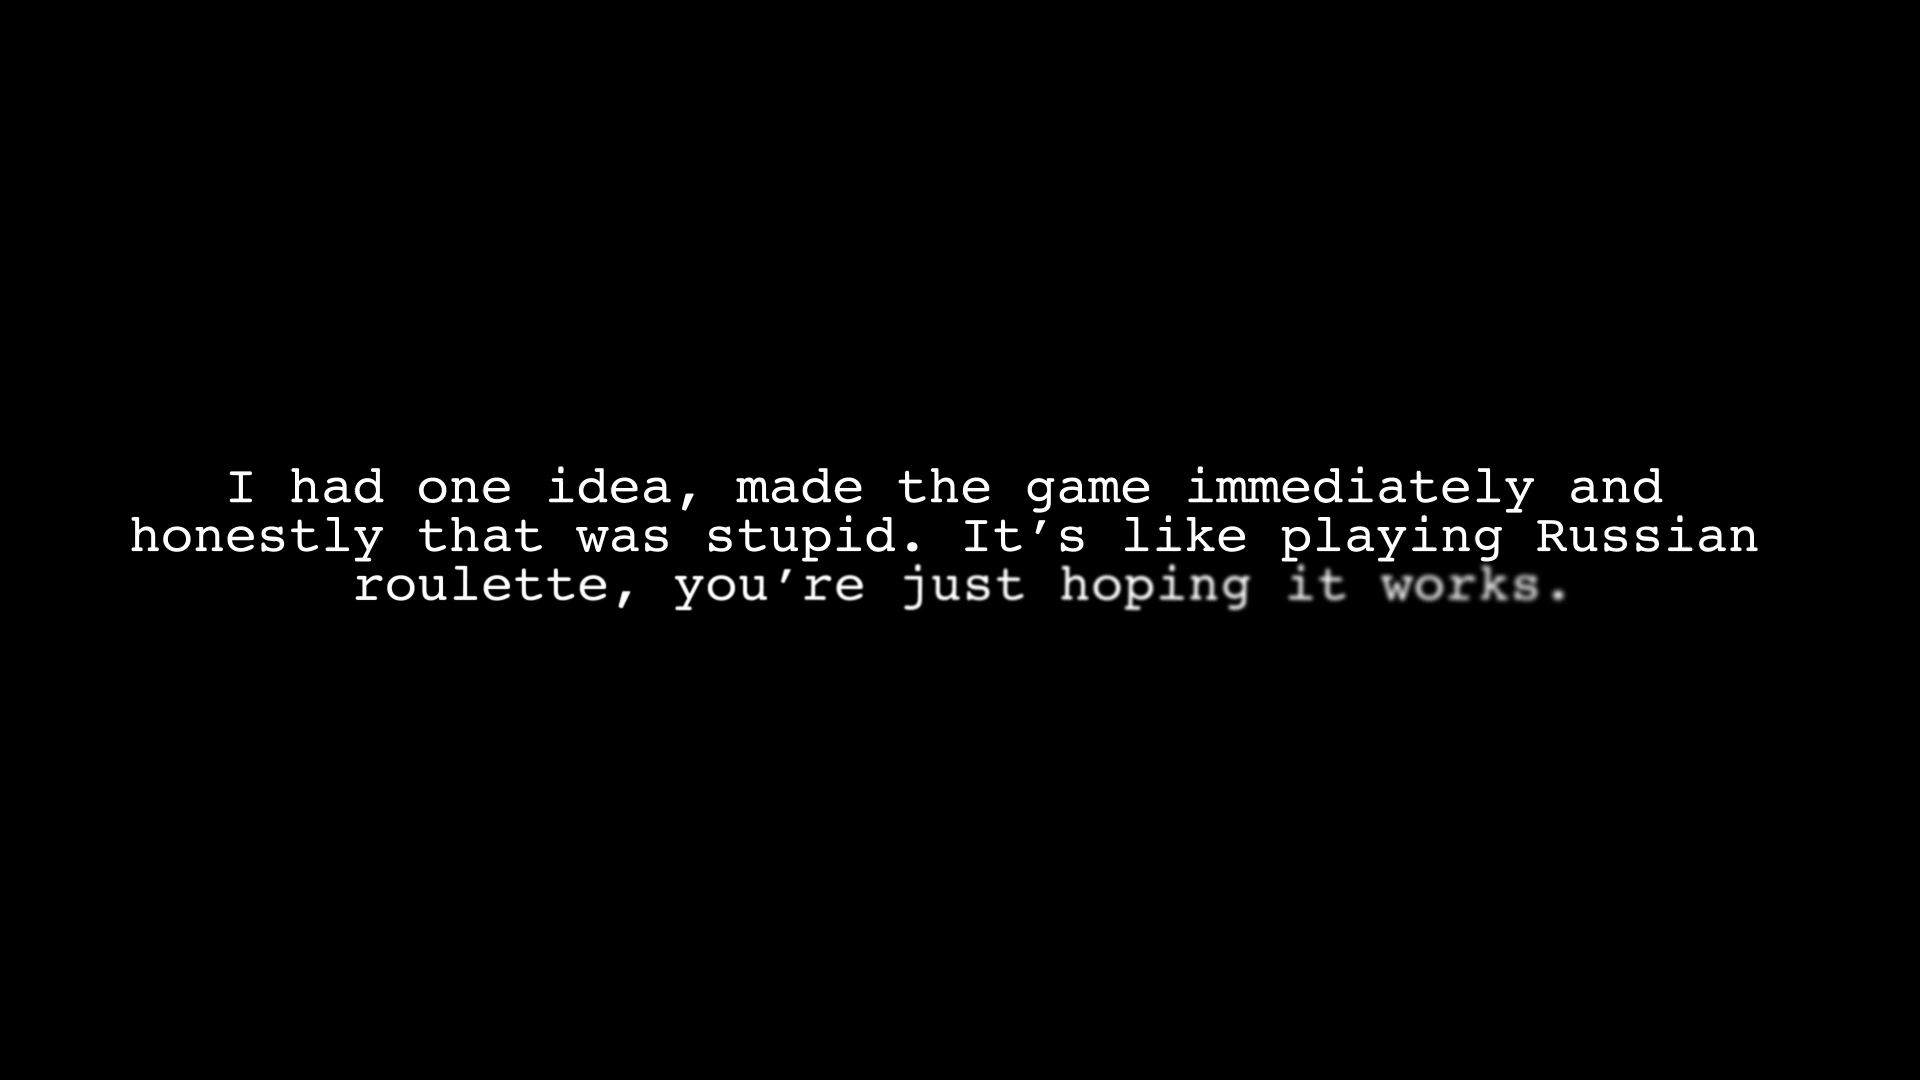 I had one idea, made the game immediately and
honestly that was stupid. It’s like playing Russian
roulette, you’re just hoping it works.